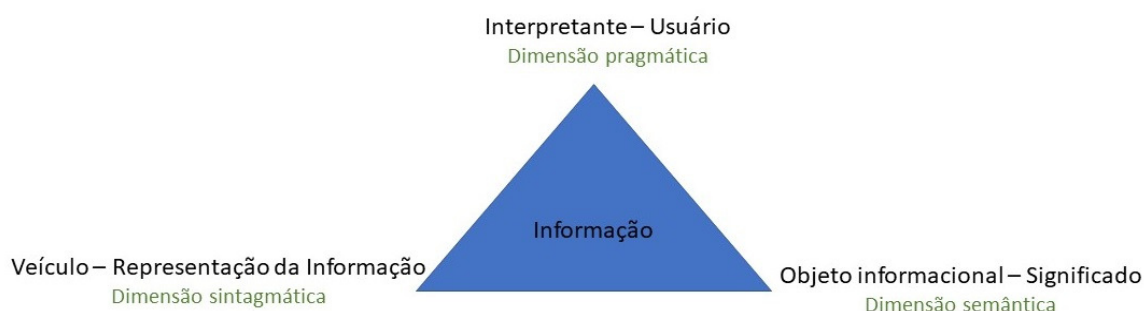 Interpretante – Usuário
Dimensão pragmática
Informação
Veículo – Representação da Informação
Dimensão sintagmática
Objeto informacional – Significado
Dimensão semântica